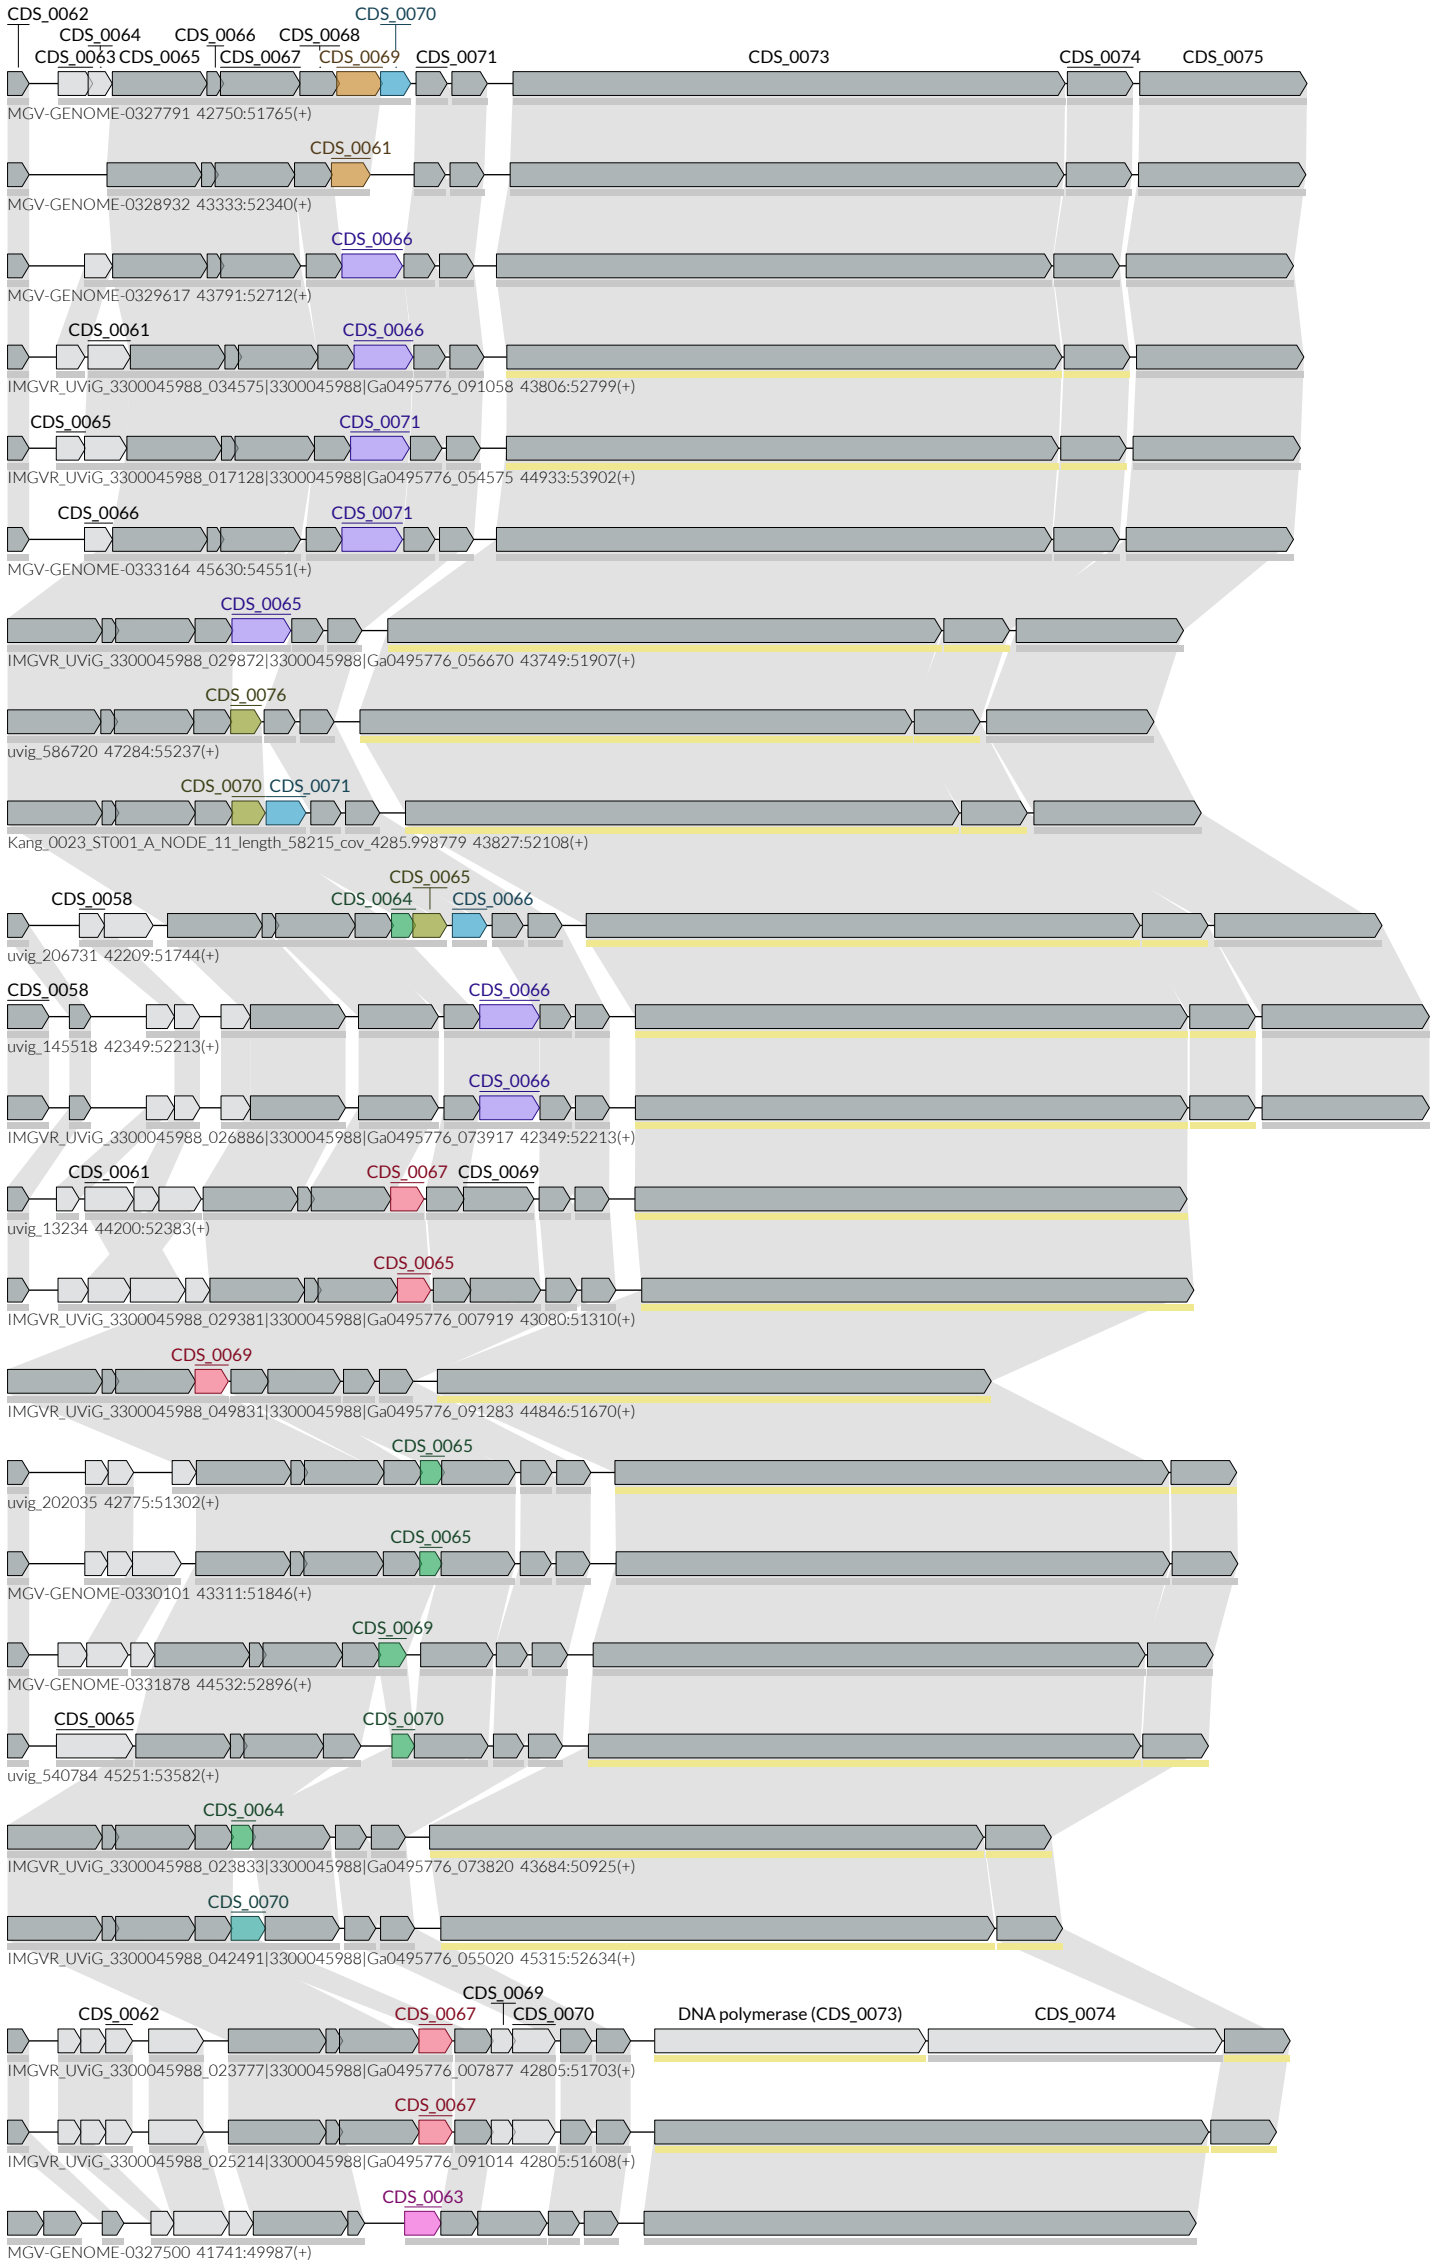 CDS_0062 CDS_0070
CDS_0064 CDS_0066 CDS_0068
CDS_0063 CDS_0065 CDS_0067 CDS_0069 CDS_0071 CDS_0073 CDS_0074 CDS_0075
MGV-GENOME-0327791 42750:51765(+)
CDS_0061
MGV-GENOME-0328932 43333:52340(+)
CDS_0066
MGV-GENOME-0329617 43791:52712(+)
CDS_0061 CDS_0066
IMGVR_UViG_3300045988_034575|3300045988|Ga0495776_091058 43806:52799(+)
CDS_0065 CDS_0071
IMGVR_UViG_3300045988_017128|3300045988|Ga0495776_054575 44933:53902(+)
CDS_0066 CDS_0071
MGV-GENOME-0333164 45630:54551(+)
CDS_0065
IMGVR_UViG_3300045988_029872|3300045988|Ga0495776_056670 43749:51907(+)
CDS_0076
uvig_586720 47284:55237(+)
CDS_0070 CDS_0071
Kang_0023_ST001_A_NODE_11_length_58215_cov_4285.998779 43827:52108(+)
CDS_0065
CDS_0058 CDS_0064 CDS_0066
uvig_206731 42209:51744(+)
CDS_0058 CDS_0066
uvig_145518 42349:52213(+)
CDS_0066
IMGVR_UViG_3300045988_026886|3300045988|Ga0495776_073917 42349:52213(+)
CDS_0061 CDS_0067 CDS_0069
uvig_13234 44200:52383(+)
CDS_0065
IMGVR_UViG_3300045988_029381|3300045988|Ga0495776_007919 43080:51310(+)
CDS_0069
IMGVR_UViG_3300045988_049831|3300045988|Ga0495776_091283 44846:51670(+)
CDS_0065
uvig_202035 42775:51302(+)
CDS_0065
MGV-GENOME-0330101 43311:51846(+)
CDS_0069
MGV-GENOME-0331878 44532:52896(+)
CDS_0065 CDS_0070
uvig_540784 45251:53582(+)
CDS_0064
IMGVR_UViG_3300045988_023833|3300045988|Ga0495776_073820 43684:50925(+)
CDS_0070
IMGVR_UViG_3300045988_042491|3300045988|Ga0495776_055020 45315:52634(+)
CDS_0069
CDS_0062 CDS_0067 CDS_0070 DNA polymerase (CDS_0073) CDS_0074
IMGVR_UViG_3300045988_023777|3300045988|Ga0495776_007877 42805:51703(+)
CDS_0067
IMGVR_UViG_3300045988_025214|3300045988|Ga0495776_091014 42805:51608(+)
CDS_0063
MGV-GENOME-0327500 41741:49987(+)